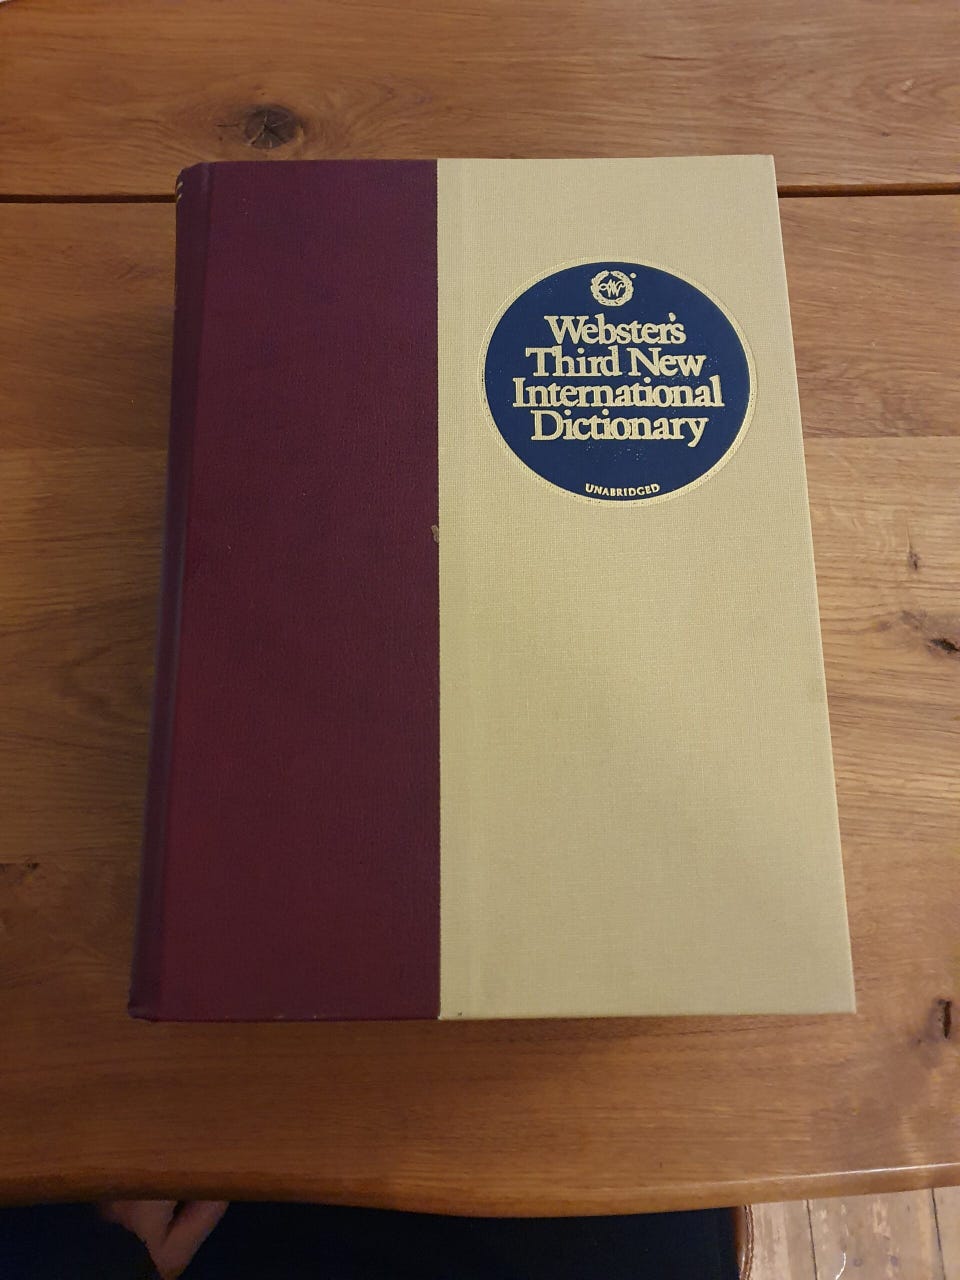 Webster's
Third New
International
Dictionary
UNABRIDGED